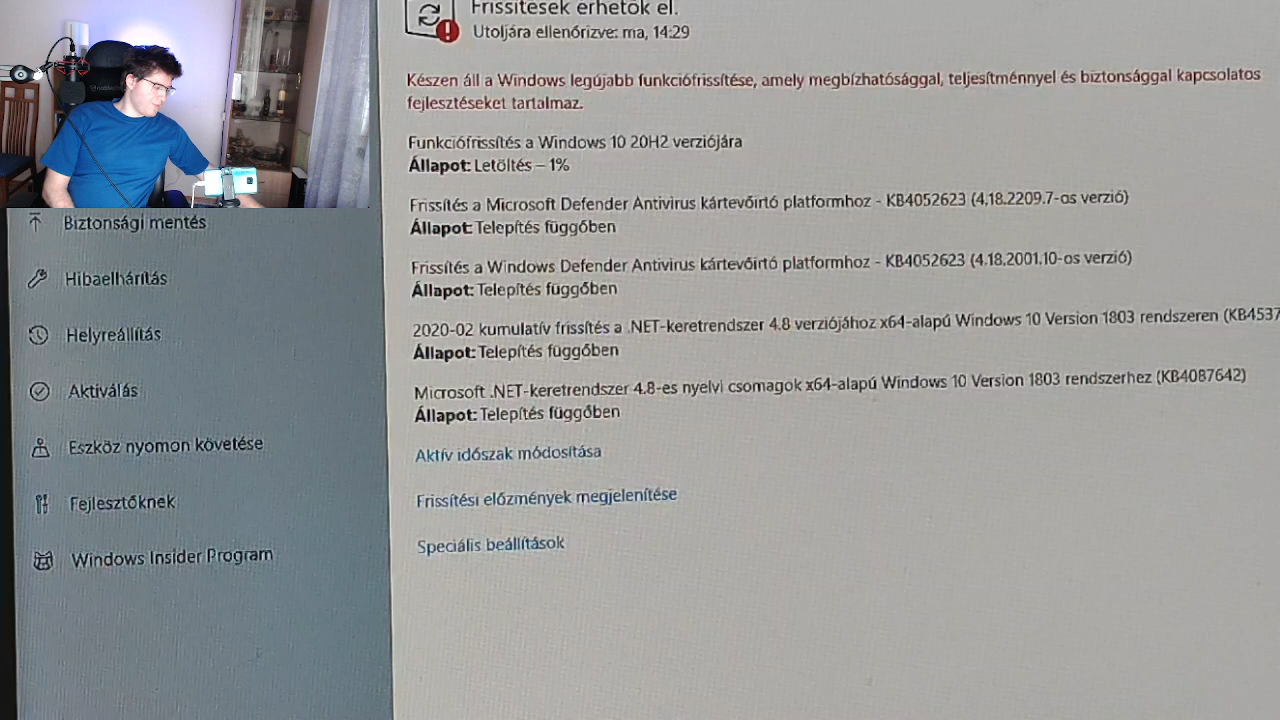 Frissítések érhetők el.
Utoljára ellenőrizve: ma, 14:29
Készen áll a Windows legújabb funkciófrissítése, amely megbízhatósággal, teljesítménnyel és biztonsággal kapcsolatos
fejlesztéseket tartalmaz.
Funkciófrissítés a Windows 10 20H2 verziójára
Állapot: Letöltés – 1%
Frissítés a Microsoft Defender Antivirus kártevőirtó platformhoz - KB4052623 (4.18.2209.7-os verzió)
Állapot: Telepítés függőben
Frissítés a Windows Defender Antivirus kártevőirtó platformhoz - KB4052623 (4.18.2001.10-os verzió)
Állapot: Telepítés függőben
2020-02 kumulatív frissítés a .NET-keretrendszer 4.8 verziójához x64-alapú Windows 10 Version 1803 rendszeren (KB4537
Állapot: Telepítés függőben
Microsoft .NET-keretrendszer 4.8-es nyelvi csomagok x64-alapú Windows 10 Version 1803 rendszerhez (KB4087642)
Állapot: Telepítés függőben
Aktív időszak módosítása
Frissítési előzmények megjelenítése
Speciális beállítások
Biztonsági mentés
Hibaelhárítás
Helyreállítás
Aktiválás
Eszköz nyomon követése
Fejlesztőknek
Windows Insider Program